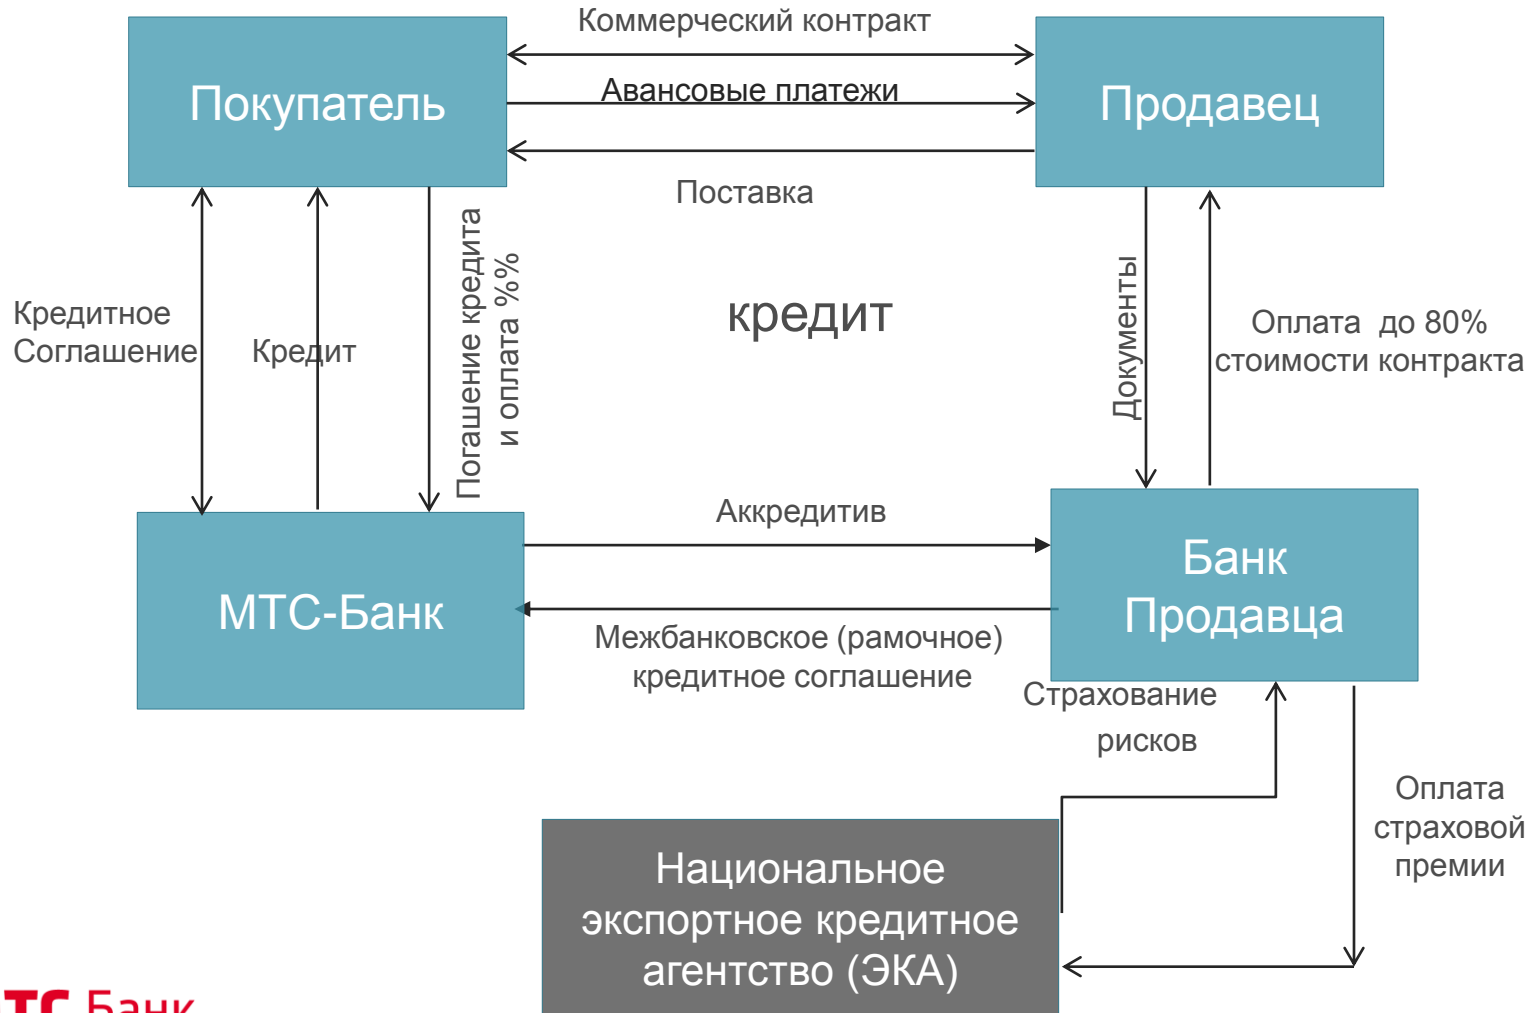 Коммерческий контракт
Покупатель
Авансовые платежи
Продавец
Поставка
Кредитное
Соглашение
Кредит
Погашение кредита
и оплата %%
кредит
Документы
Оплата до 80%
стоимости контракта
Аккредитив
МТС-Банк
Банк
Продавца
Межбанковское (рамочное)
кредитное соглашение
Страхование
рисков
Оплата
страховой
премии
Национальное
экспортное кредитное
агентство (ЭКА)
МТС Банк